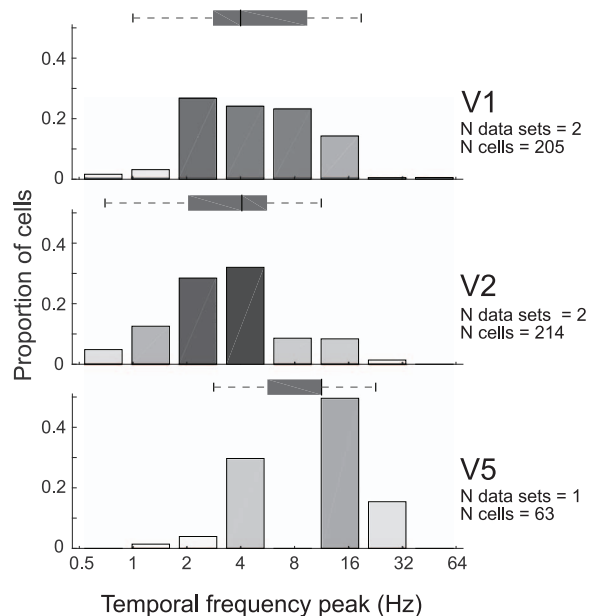 0.4
0.2
0
V1
N data sets = 2
N cells = 205
0.4
0.2
0
V2
N data sets = 2
N cells = 214
0.4
0.2
0
V5
N data sets = 1
N cells = 63
Proportion of cells
0.5 1 2 4 8 16 32 64
Temporal frequency peak (Hz)